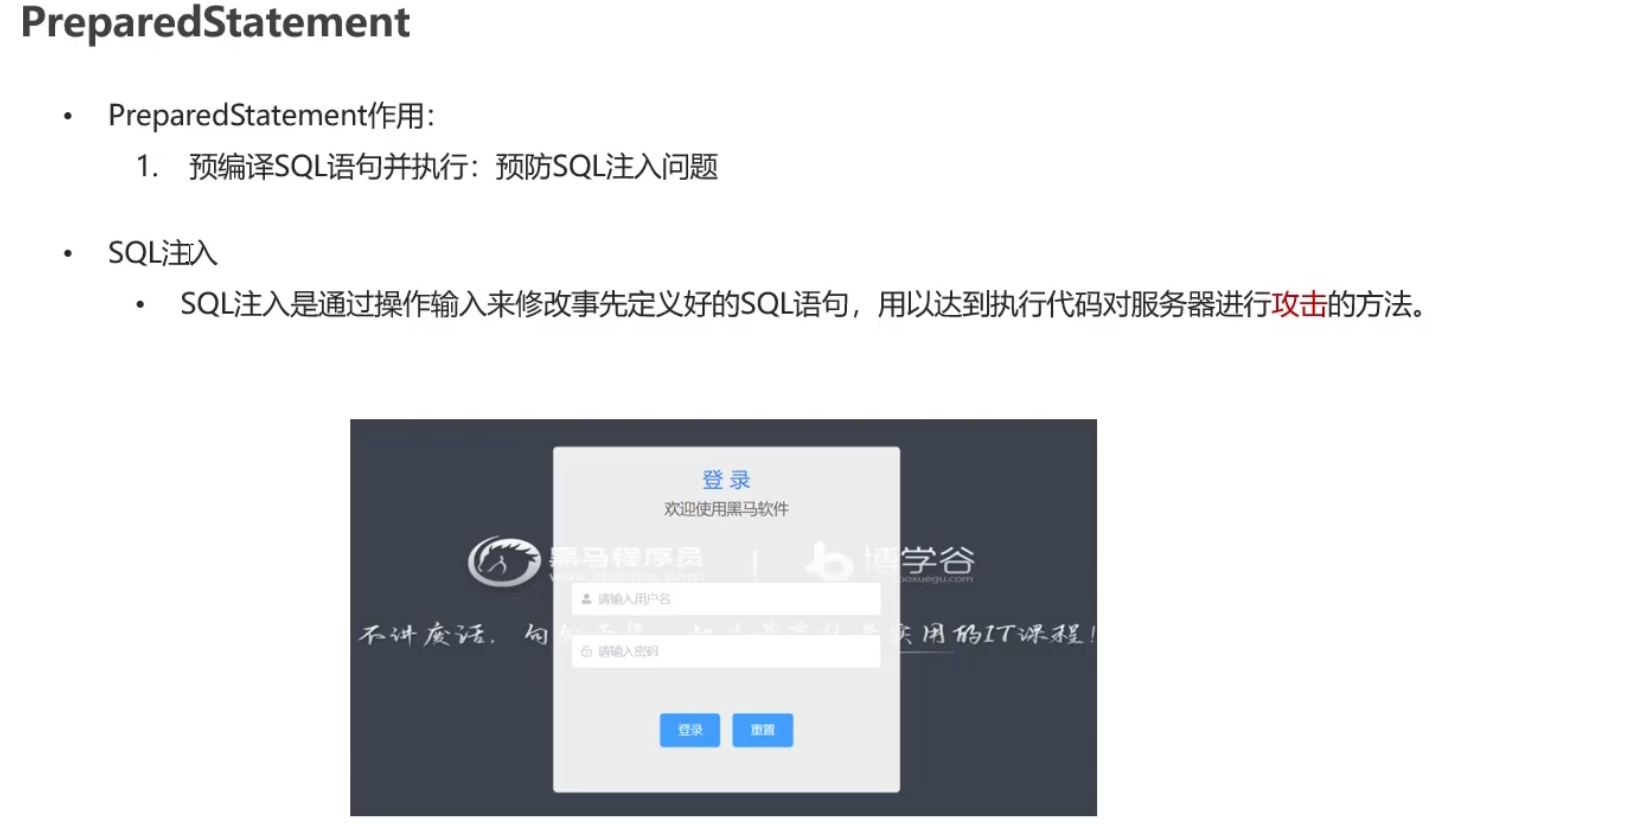 PreparedStatement
• PreparedStatement作用：
1. 预编译SQL语句并执行：预防SQL注入问题
• SQL注入
• SQL注入是通过操作输入来修改事先定义好的SQL语句，用以达到执行代码对服务器进行攻击的方法。
登录
欢迎使用黑马软件
黑马程序员 | 博学谷
boxuegu.com
请输入用户名
不讲废话，句句 实用的IT课程！
请输入密码
登录 重置